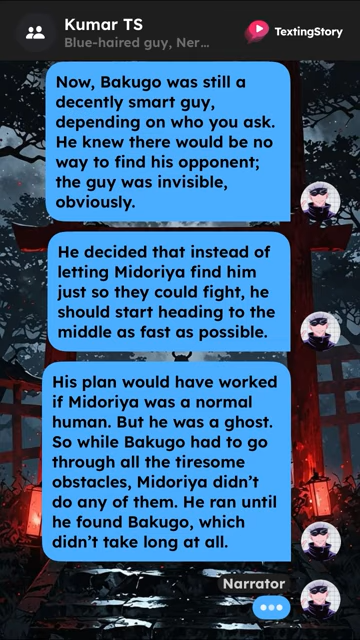 Kumar TS
Blue-haired guy, Ner...
TextingStory
Now, Bakugo was still a
decently smart guy,
depending on who you ask.
He knew there would be no
way to find his opponent;
the guy was invisible,
obviously.
He decided that instead of
letting Midoriya find him
just so they could fight, he
should start heading to the
middle as fast as possible.
His plan would have worked
if Midoriya was a normal
human. But he was a ghost.
So while Bakugo had to go
through all the tiresome
obstacles, Midoriya didn’t
do any of them. He ran until
he found Bakugo, which
didn’t take long at all.
Narrator